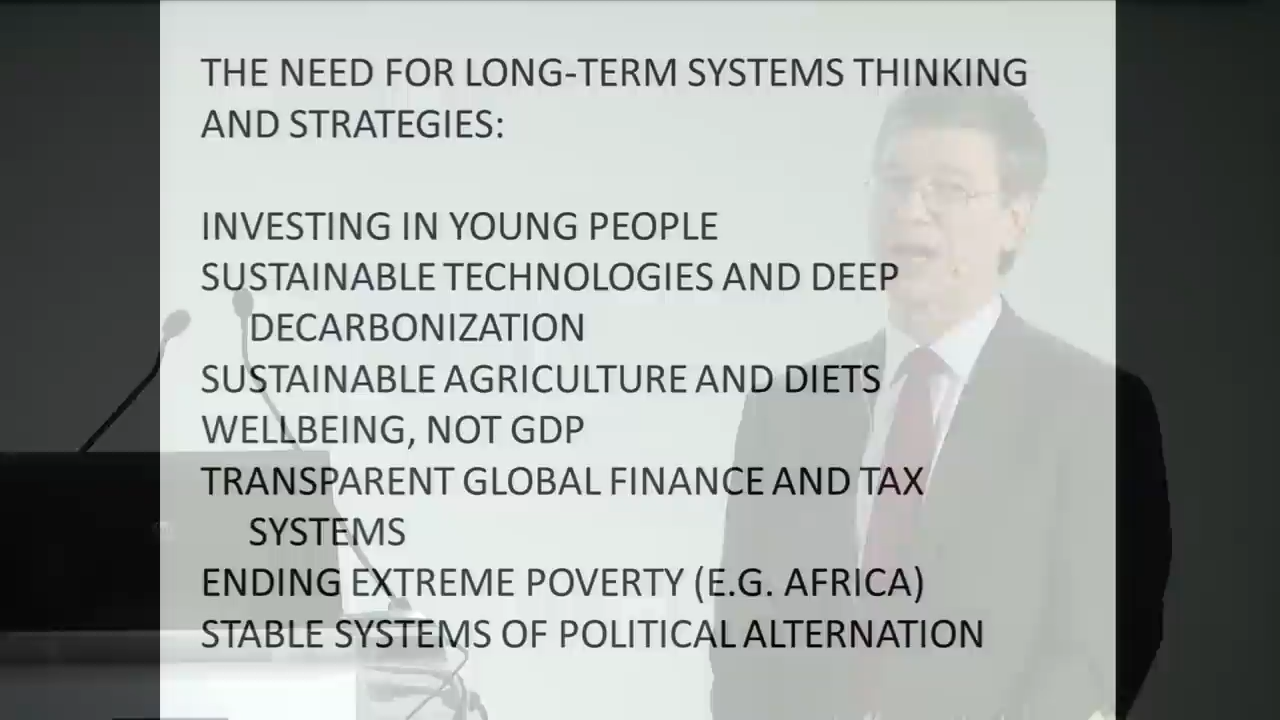 THE NEED FOR LONG-TERM SYSTEMS THINKING
AND STRATEGIES:
INVESTING IN YOUNG PEOPLE
SUSTAINABLE TECHNOLOGIES AND DEEP
DECARBONIZATION
SUSTAINABLE AGRICULTURE AND DIETS
WELLBEING, NOT GDP
TRANSPARENT GLOBAL FINANCE AND TAX
SYSTEMS
ENDING EXTREME POVERTY (E.G. AFRICA)
STABLE SYSTEMS OF POLITICAL ALTERNATION